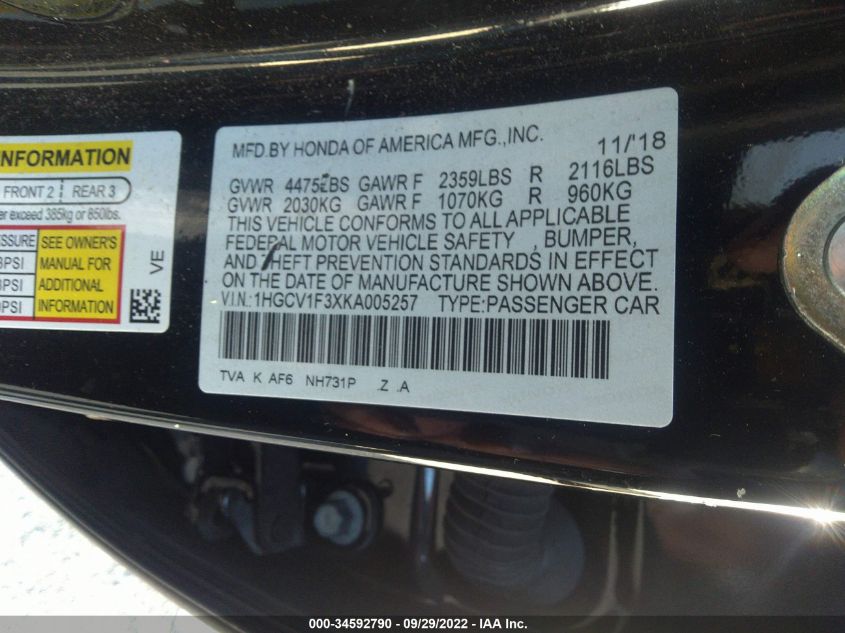 INFORMATION
FRONT 2 REAR 3
exceed 385kg or 850lbs.
SEE OWNER'S
MANUAL FOR
ADDITIONAL
INFORMATION
PSI
PSI
PSI
VE
MFD.BY HONDA OF AMERICA MFG.,INC. 11/'18
GVWR 4475LBS GAWR F 2359LBS R 2116LBS
GVWR 2030KG GAWR F 1070KG R 960KG
THIS VEHICLE CONFORMS TO ALL APPLICABLE
FEDERAL MOTOR VEHICLE SAFETY , BUMPER,
AND THEFT PREVENTION STANDARDS IN EFFECT
ON THE DATE OF MANUFACTURE SHOWN ABOVE.
V.I.N.:1HGCV1F3XKA005257 TYPE:PASSENGER CAR
TVA K AF6 NH731P .Z .A
000-34592790 - 09/29/2022 - IAA Inc.